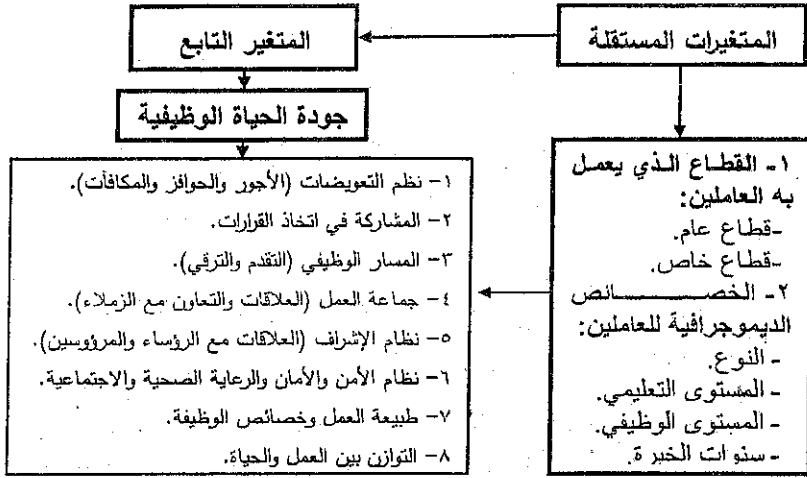 المتغيرات المستقلة
المتغير التابع
جودة الحياة الوظيفية
١- القطاع الذي يعمل
به العاملين:
-قطاع عام.
-قطاع خاص.
٢- الخصـــــــائص
الديموجرافية للعاملين:
- النوع.
- المستوى التعليمي.
- المستوى الوظيفي.
- سنوات الخبرة.
١- نظم التعويضات (الأجور والحوافز والمكافآت).
٢- المشاركة في اتخاذ القرارات.
٣- المسار الوظيفي (التقدم والترقي).
٤- جماعة العمل (العلاقات والتعاون مع الزملاء).
٥- نظام الإشراف (العلاقات مع الرؤساء والمرؤوسين).
٦- نظام الأمن والأمان والرعاية الصحية والاجتماعية.
٧- طبيعة العمل وخصائص الوظيفة.
٨- التوازن بين العمل والحياة.